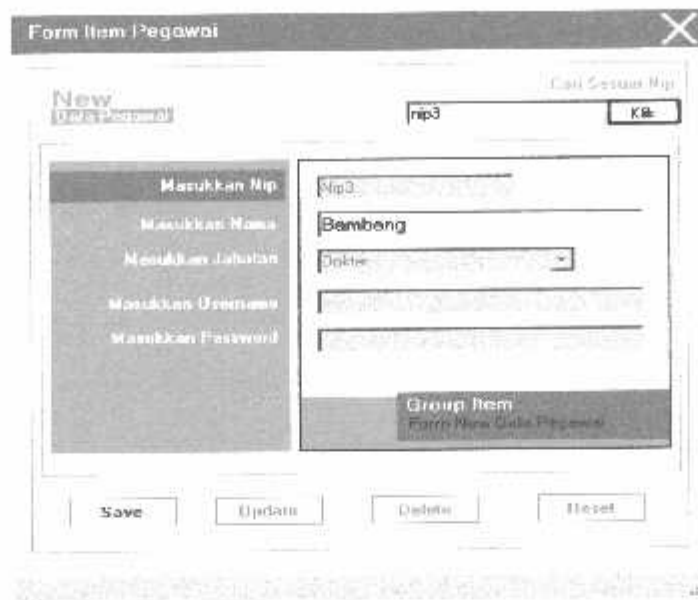 Form Item Pegawai
Cari Sesuai Nip
New
Data Pegawai
nip3
Klik
Masukkan Nip
Nip3
Masukkan Nama
Bambang
Masukkan Jabatan
Dokter
Masukkan Username
Masukkan Password
Group Item
Form New Data Pegawai
Save
Update
Delete
Reset